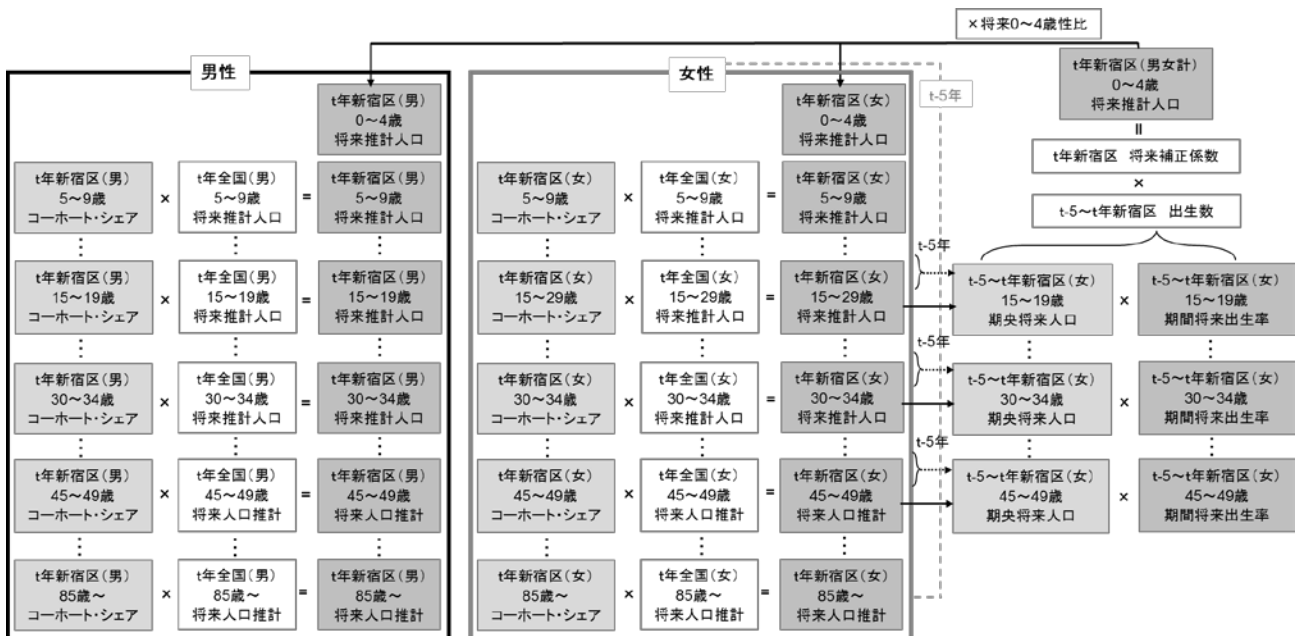 ×将来0～4歳性比
男性
女性
t-5年
t年新宿区(男女計)
0～4歳
将来推計人口
=
t年新宿区 将来補正係数
×
t-5～t年新宿区 出生数
t年新宿区(男)
0～4歳
将来推計人口
t年新宿区(女)
0～4歳
将来推計人口
t年新宿区(男)
5～9歳
コーホート・シェア
×
t年全国(男)
5～9歳
将来推計人口
=
t年新宿区(男)
5～9歳
将来推計人口
t年新宿区(女)
5～9歳
コーホート・シェア
×
t年全国(女)
5～9歳
将来推計人口
=
t年新宿区(女)
5～9歳
将来推計人口
t年新宿区(男)
15～19歳
コーホート・シェア
×
t年全国(男)
15～19歳
将来推計人口
=
t年新宿区(男)
15～19歳
将来推計人口
t年新宿区(女)
15～29歳
コーホート・シェア
×
t年全国(女)
15～29歳
将来推計人口
=
t年新宿区(女)
15～29歳
将来推計人口
t-5年
t-5～t年新宿区(女)
15～19歳
期央将来人口
×
t-5～t年新宿区(女)
15～19歳
期間将来出生率
t年新宿区(男)
30～34歳
コーホート・シェア
×
t年全国(男)
30～34歳
将来推計人口
=
t年新宿区(男)
30～34歳
将来推計人口
t年新宿区(女)
30～34歳
コーホート・シェア
×
t年全国(女)
30～34歳
将来推計人口
=
t年新宿区(女)
30～34歳
将来推計人口
t-5年
t-5～t年新宿区(女)
30～34歳
期央将来人口
×
t-5～t年新宿区(女)
30～34歳
期間将来出生率
t年新宿区(男)
45～49歳
コーホート・シェア
×
t年全国(男)
45～49歳
将来人口推計
=
t年新宿区(男)
45～49歳
将来人口推計
t年新宿区(女)
45～49歳
コーホート・シェア
×
t年全国(女)
45～49歳
将来人口推計
=
t年新宿区(女)
45～49歳
将来人口推計
t-5年
t-5～t年新宿区(女)
45～49歳
期央将来人口
×
t-5～t年新宿区(女)
45～49歳
期間将来出生率
t年新宿区(男)
85歳～
コーホート・シェア
×
t年全国(男)
85歳～
将来人口推計
=
t年新宿区(男)
85歳～
将来人口推計
t年新宿区(女)
85歳～
コーホート・シェア
×
t年全国(女)
85歳～
将来人口推計
=
t年新宿区(女)
85歳～
将来人口推計